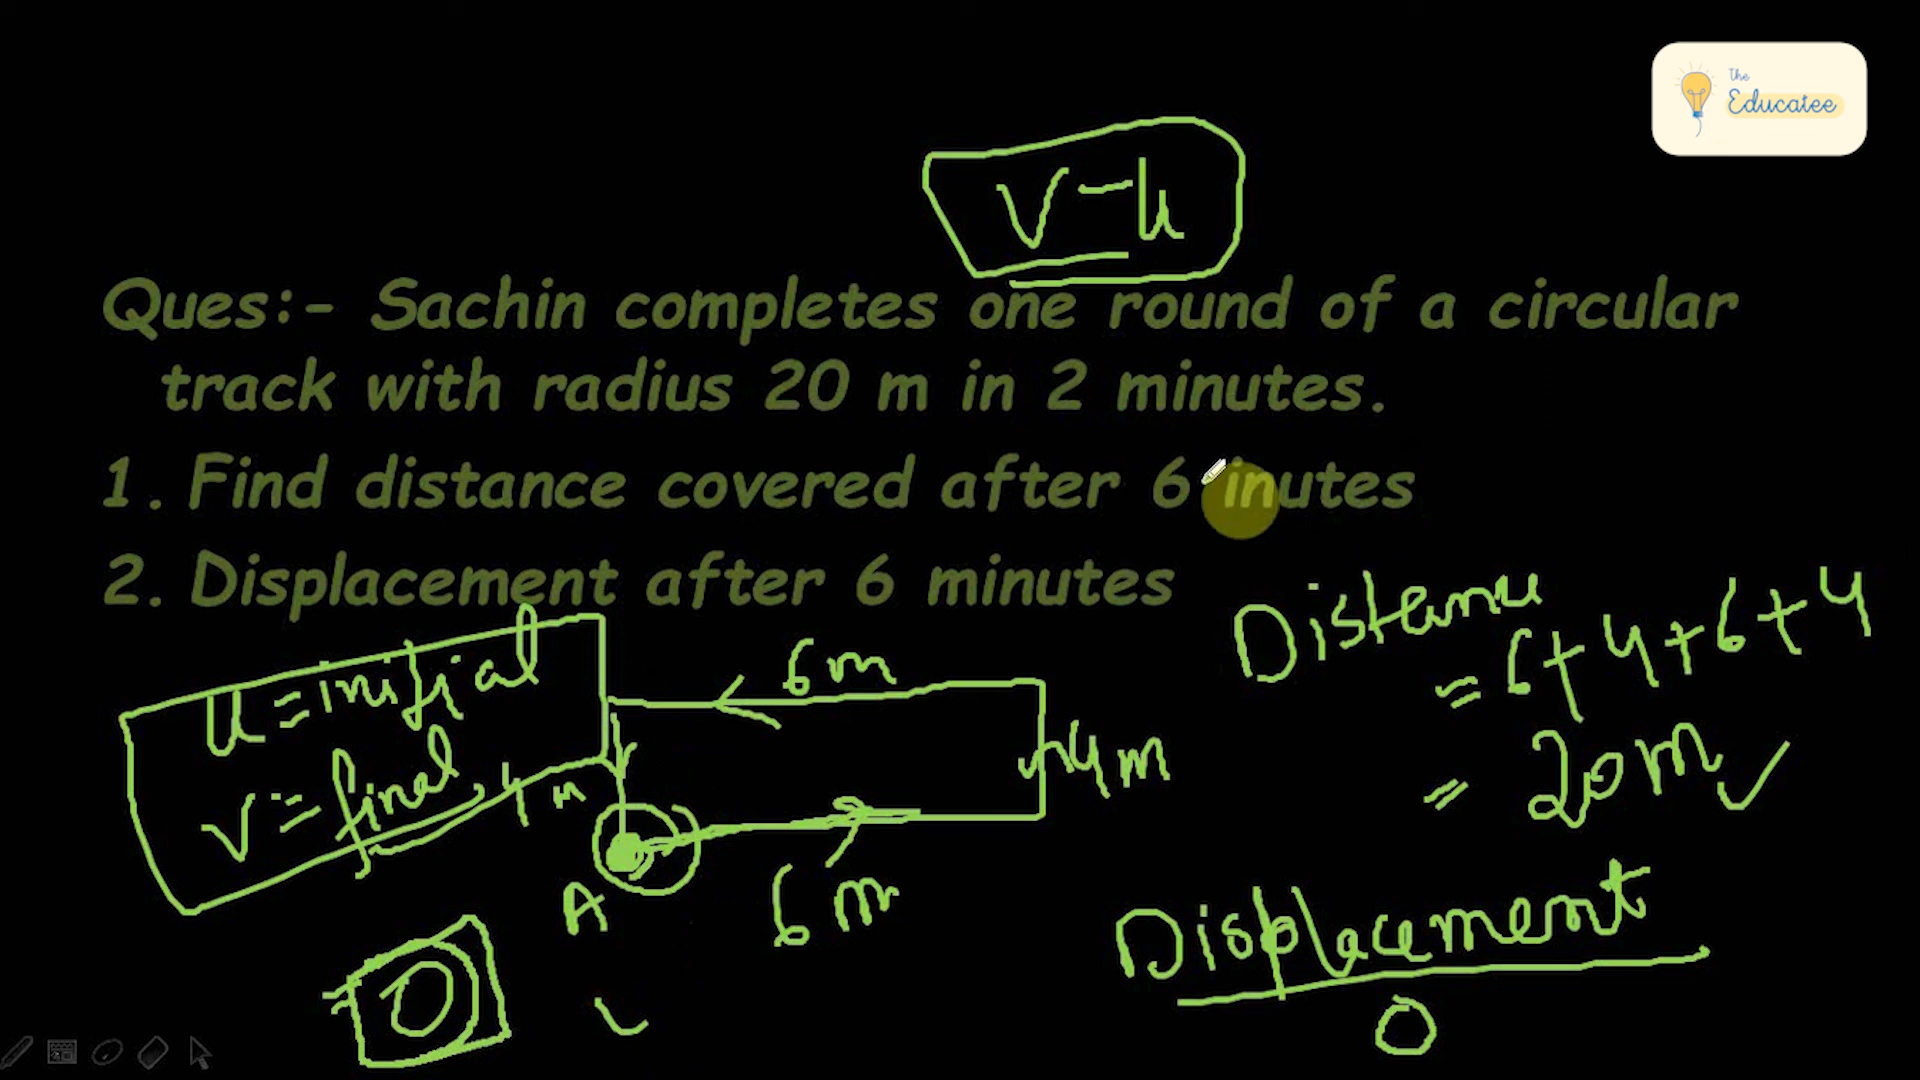 The
Educatee
V-u
Ques:- Sachin completes one round of a circular
track with radius 20 m in 2 minutes.
1. Find distance covered after 6 inutes
2. Displacement after 6 minutes
Distance
= 6+4+6+4
= 20m
u = initial
v = final
6m
4m
4m
A
6m
= 0
Displacement
0